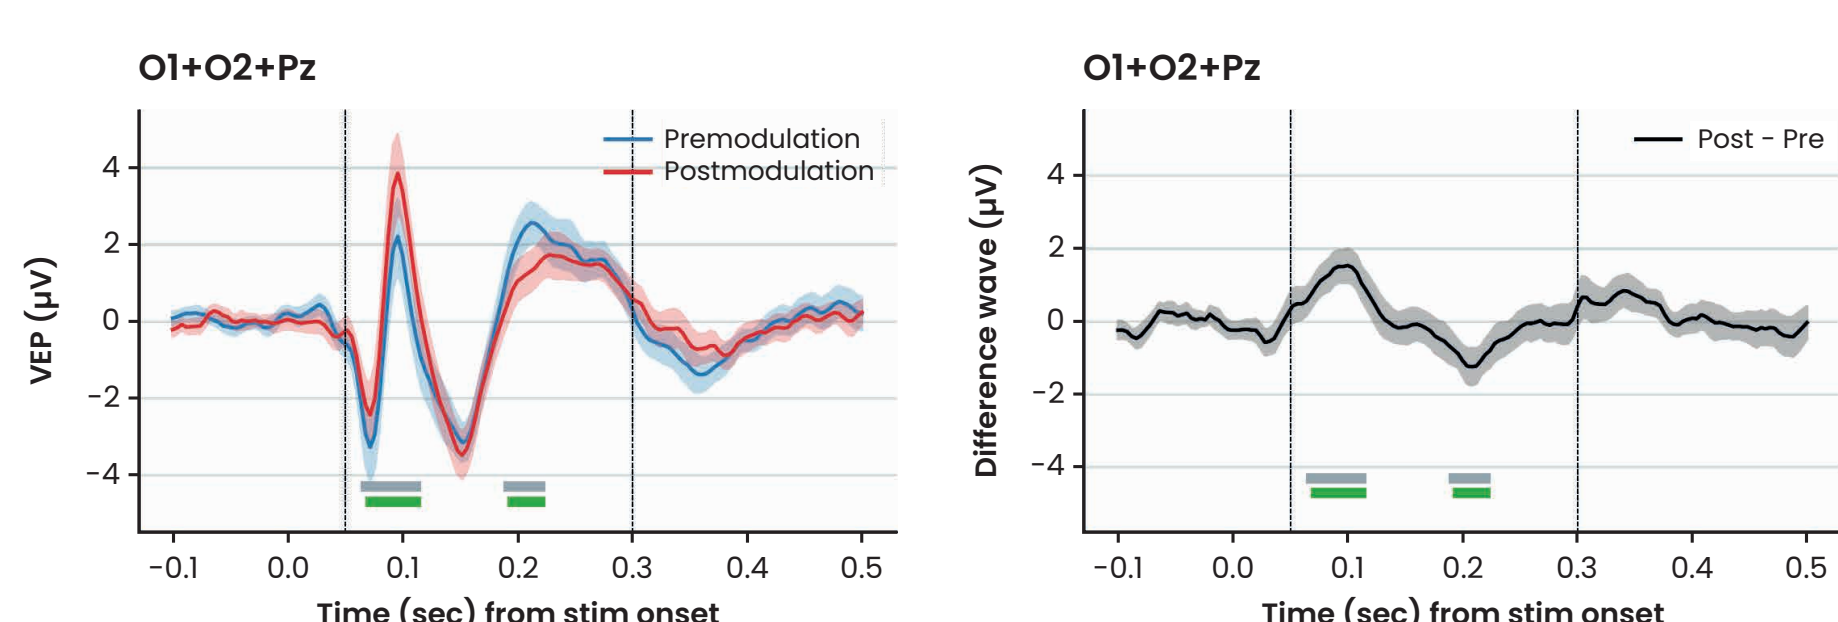 O1+O2+Pz
VEP (µV)
4
2
0
−2
−4
Premodulation
Postmodulation
−0.1 0.0 0.1 0.2 0.3 0.4 0.5
Time (sec) from stim onset
O1+O2+Pz
Difference wave (µV)
4
2
0
−2
−4
Post - Pre
−0.1 0.0 0.1 0.2 0.3 0.4 0.5
Time (sec) from stim onset